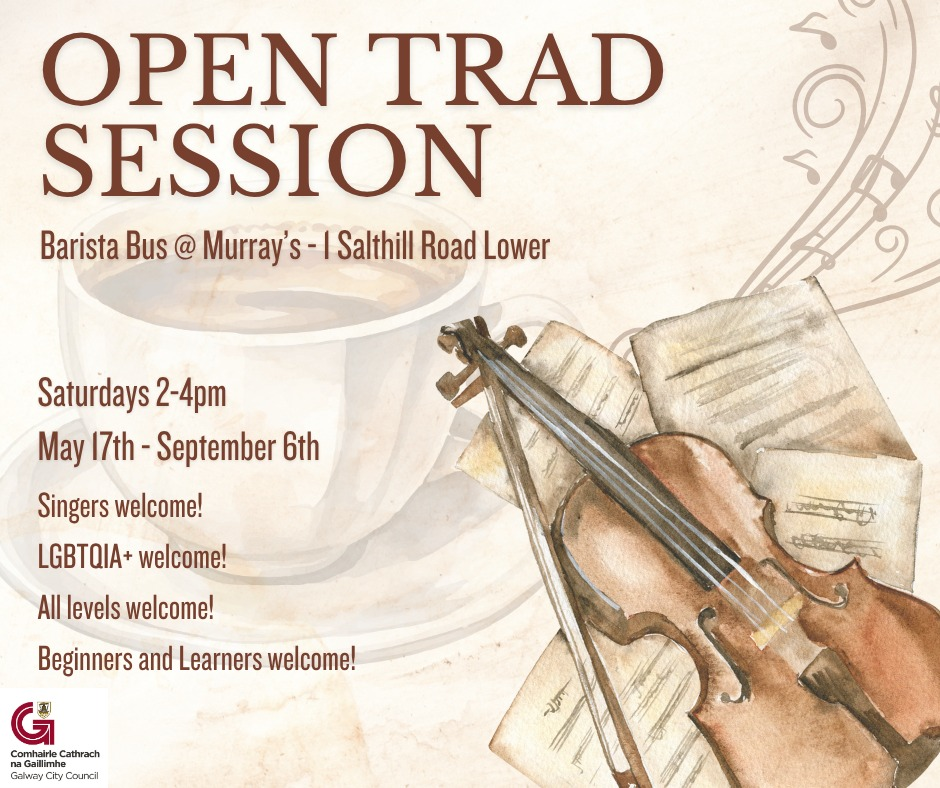 OPEN TRAD
SESSION
Barista Bus @ Murray's - 1 Salthill Road Lower
Saturdays 2-4pm
May 17th - September 6th
Singers welcome!
LGBTQIA+ welcome!
All levels welcome!
Beginners and Learners welcome!
Comhairle Cathrach
na Gaillimhe
Galway City Council